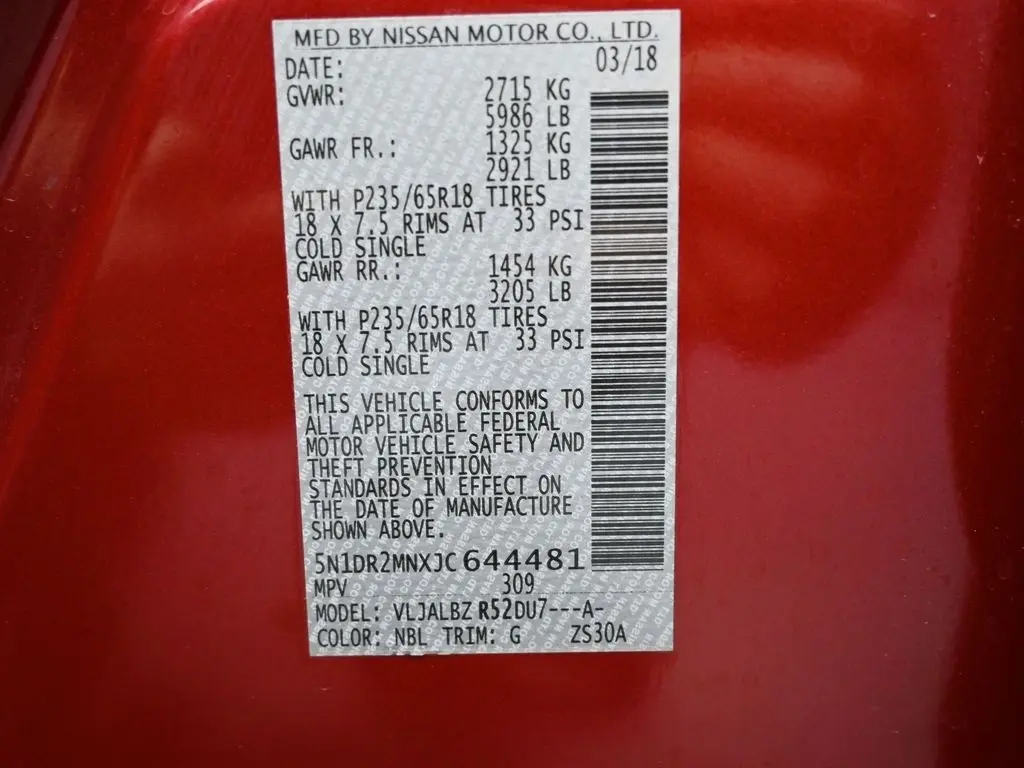 MFD BY NISSAN MOTOR CO., LTD.
DATE: 03/18
GVWR: 2715 KG
5986 LB
GAWR FR.: 1325 KG
2921 LB
WITH P235/65R18 TIRES
18 X 7.5 RIMS AT 33 PSI
COLD SINGLE
GAWR RR.: 1454 KG
3205 LB
WITH P235/65R18 TIRES
18 X 7.5 RIMS AT 33 PSI
COLD SINGLE
THIS VEHICLE CONFORMS TO
ALL APPLICABLE FEDERAL
MOTOR VEHICLE SAFETY AND
THEFT PREVENTION
STANDARDS IN EFFECT ON
THE DATE OF MANUFACTURE
SHOWN ABOVE.
5N1DR2MNXJC644481
MPV 309
MODEL: VLJALBZ R52DU7---A-
COLOR: NBL TRIM: G ZS30A